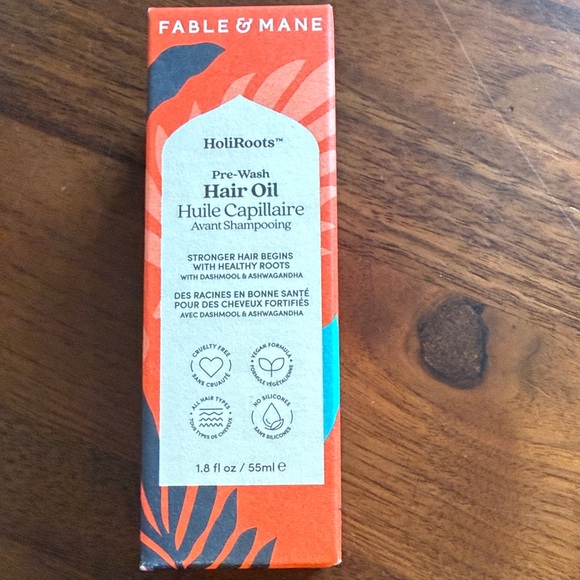 FABLE & MANE
HoliRoots™
Pre-Wash
Hair Oil
Huile Capillaire
Avant Shampooing
STRONGER HAIR BEGINS
WITH HEALTHY ROOTS
WITH DASHMOOL & ASHWAGANDHA
DES RACINES EN BONNE SANTÉ
POUR DES CHEVEUX FORTIFIÉS
AVEC DASHMOOL & ASHWAGANDHA
CRUELTY FREE
SANS CRUAUTÉ
VEGAN FORMULA
FORMULE VÉGÉTALIENNE
ALL HAIR TYPES
TOUS TYPES DE CHEVEUX
NO SILICONES
SANS SILICONES
1.8 fl oz / 55ml ℮